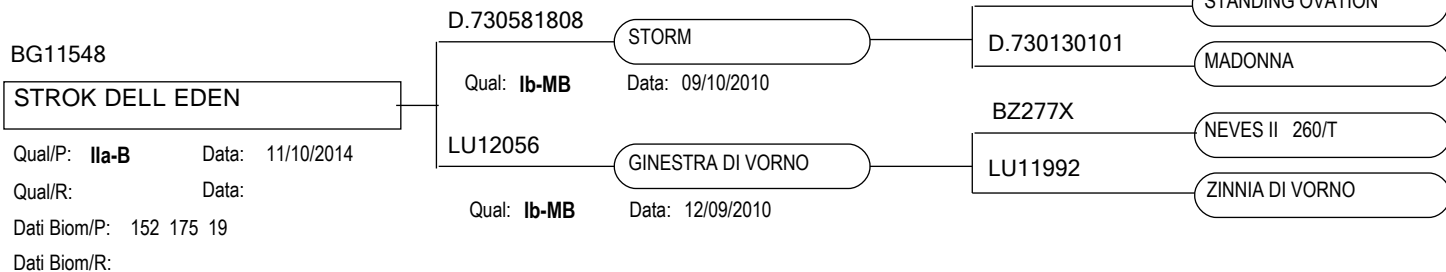 STANDING OVATION
D.730581808
STORM
D.730130101
MADONNA
BG11548
STROK DELL EDEN
Qual: Ib-MB Data: 09/10/2010
BZ277X
NEVES II 260/T
LU12056
GINESTRA DI VORNO
LU11992
ZINNIA DI VORNO
Qual/P: IIa-B Data: 11/10/2014
Qual/R: Data:
Qual: Ib-MB Data: 12/09/2010
Dati Biom/P: 152 175 19
Dati Biom/R: